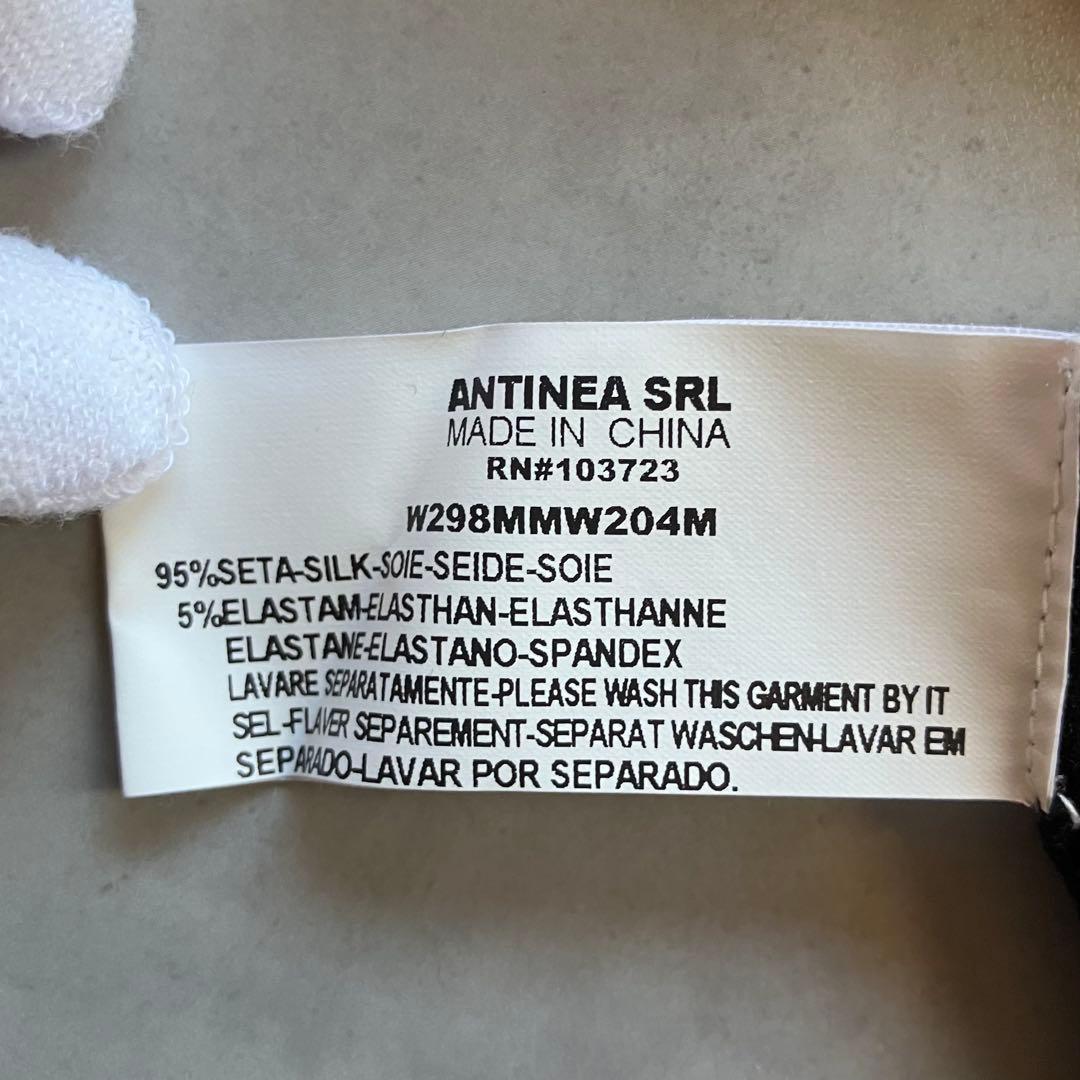 ANTINEA SRL
MADE IN CHINA
RN#103723
W298MMW204M
95%SETA-SILK-SOIE-SEIDE-SOIE
5%ELASTAM-ELASTHAN-ELASTHANNE
ELASTANE-ELASTANO-SPANDEX
LAVARE SEPARATAMENTE-PLEASE WASH THIS GARMENT BY IT
SEL-FLAVER SEPAREMENT-SEPARAT WASCHEN-LAVAR EM
SEPARADO-LAVAR POR SEPARADO.